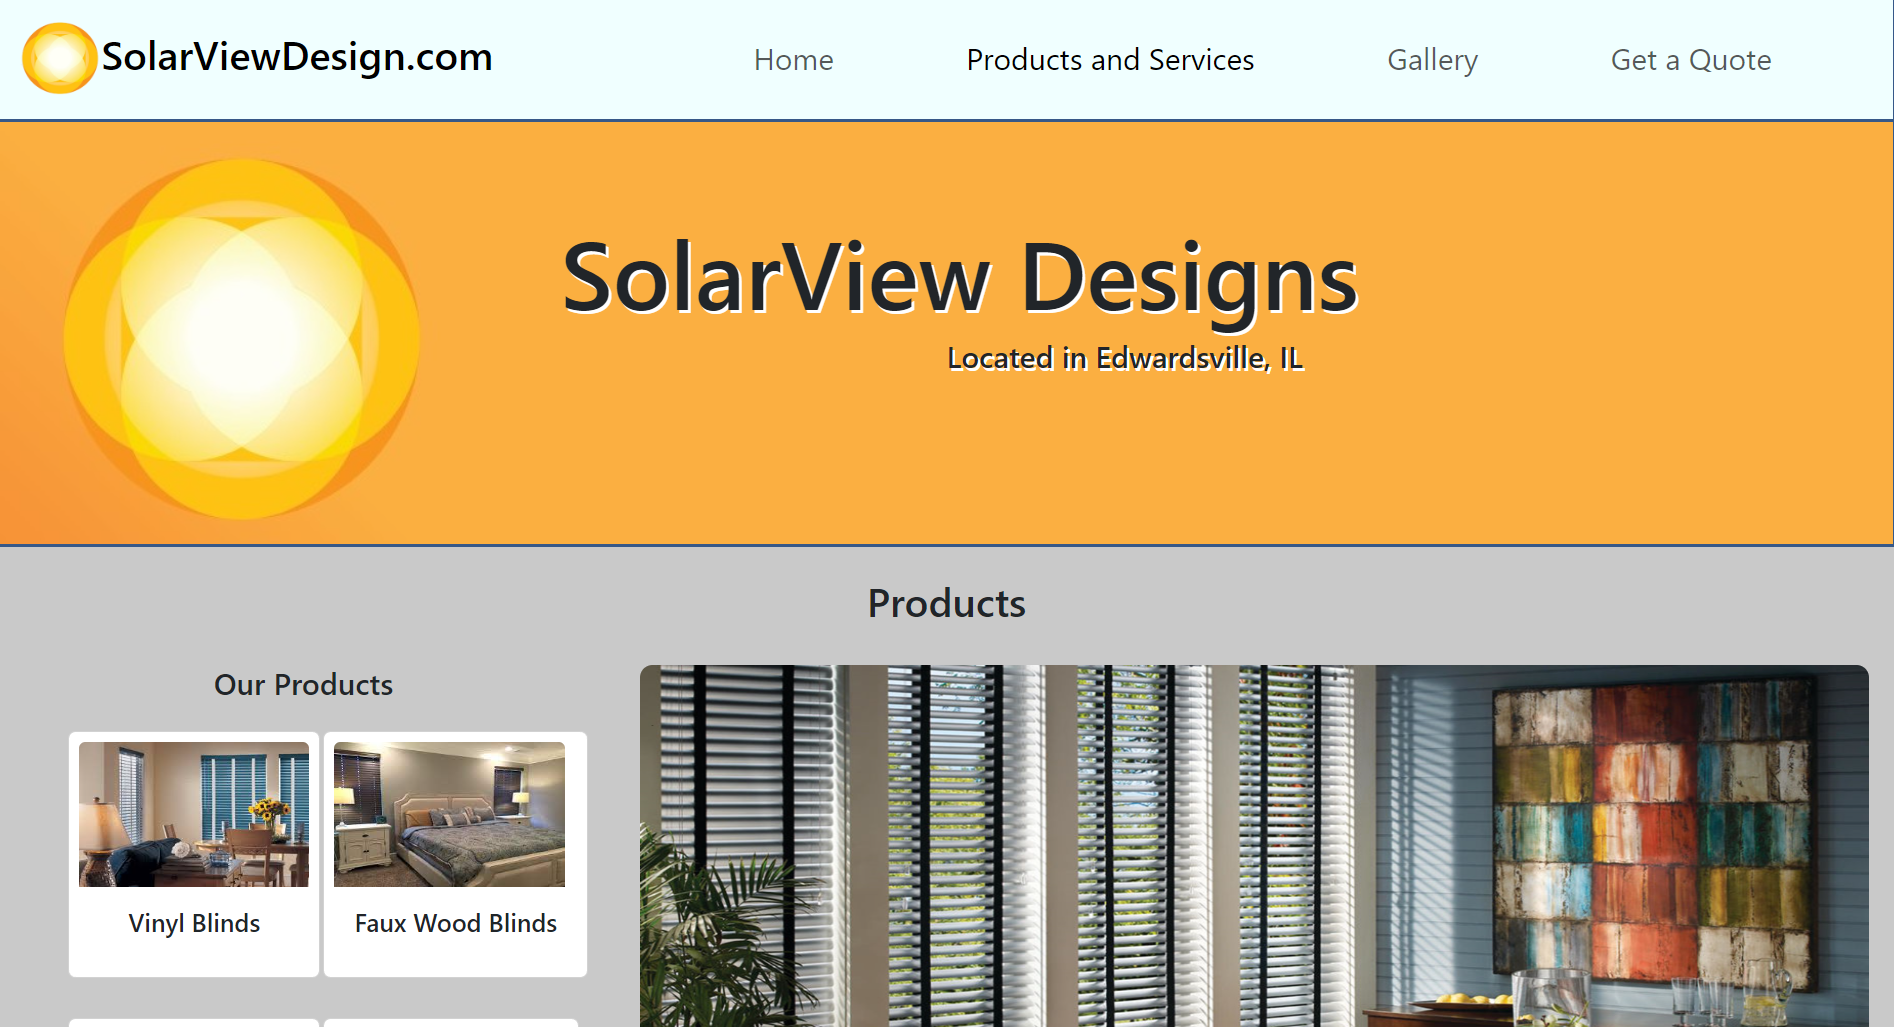 SolarViewDesign.com
Home
Products and Services
Gallery
Get a Quote
SolarView Designs
Located in Edwardsville, IL
Products
Our Products
Vinyl Blinds
Faux Wood Blinds